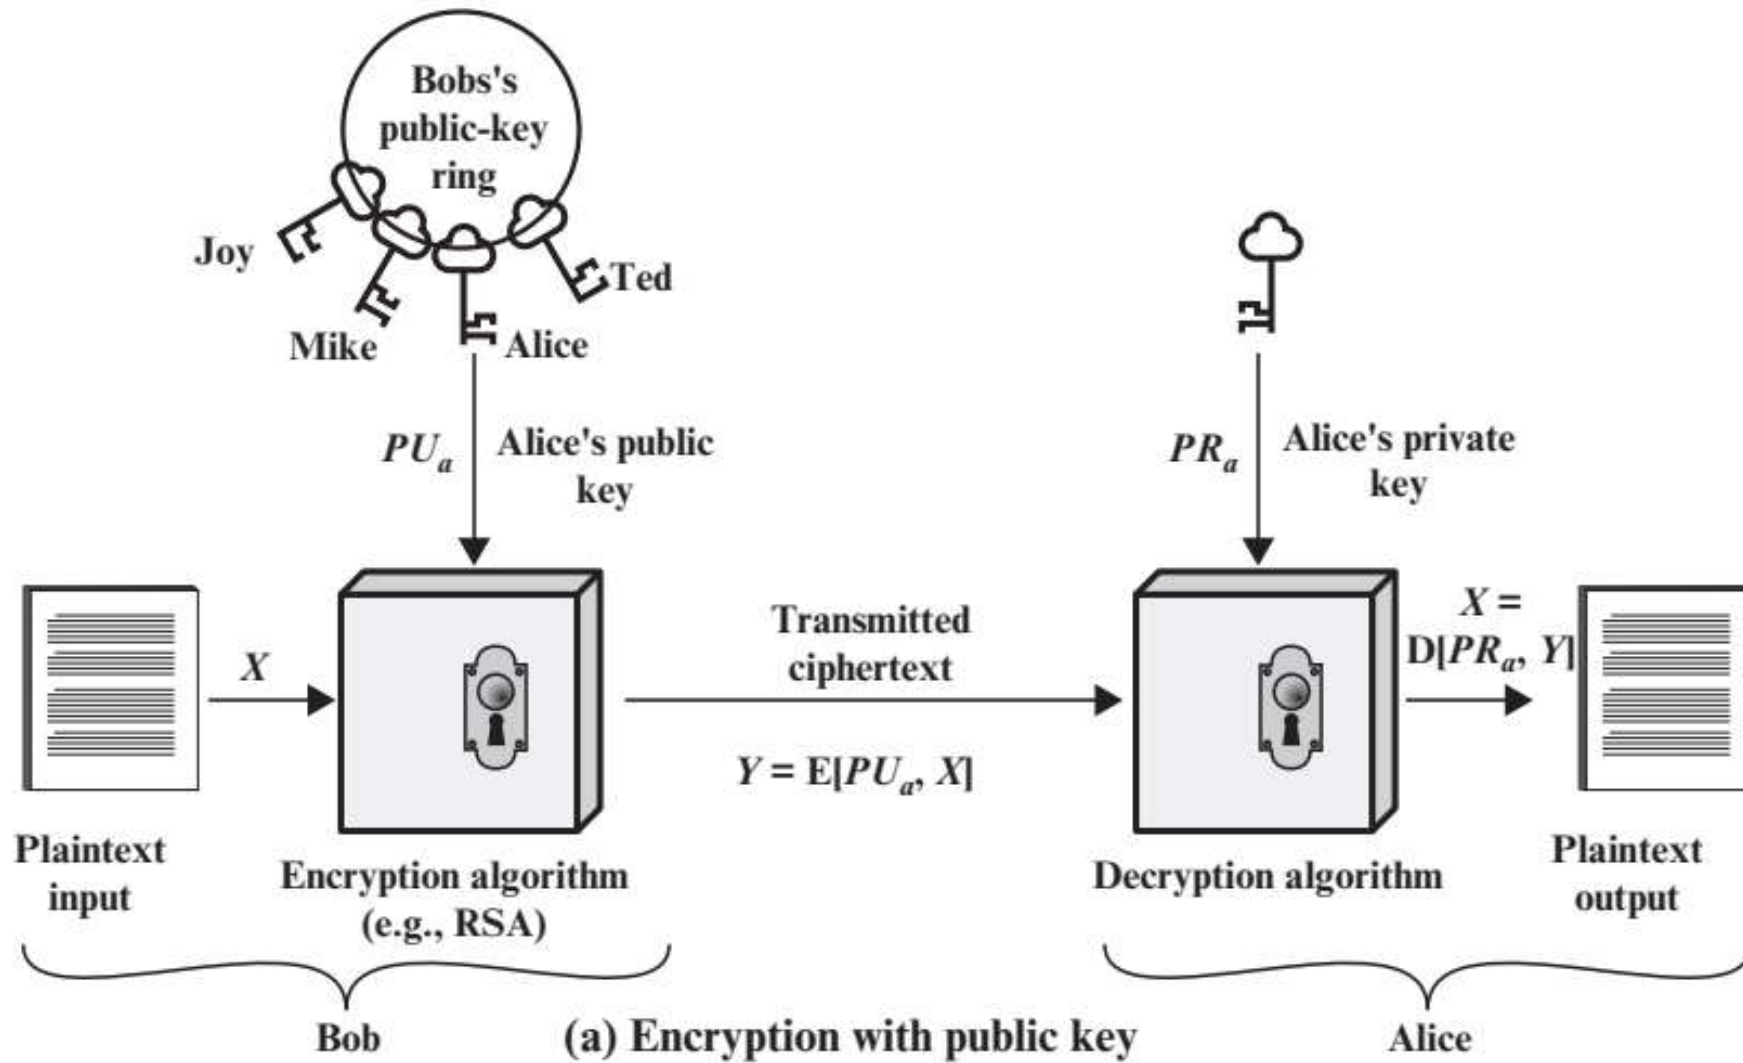 Bobs's
public-key
ring
Joy
Ted
Mike
Alice
PUa
Alice's public
key
PRa
Alice's private
key
X
Transmitted
ciphertext
X =
D[PRa, Y]
Y = E[PUa, X]
Plaintext
input
Encryption algorithm
(e.g., RSA)
Decryption algorithm
Plaintext
output
Bob
(a) Encryption with public key
Alice